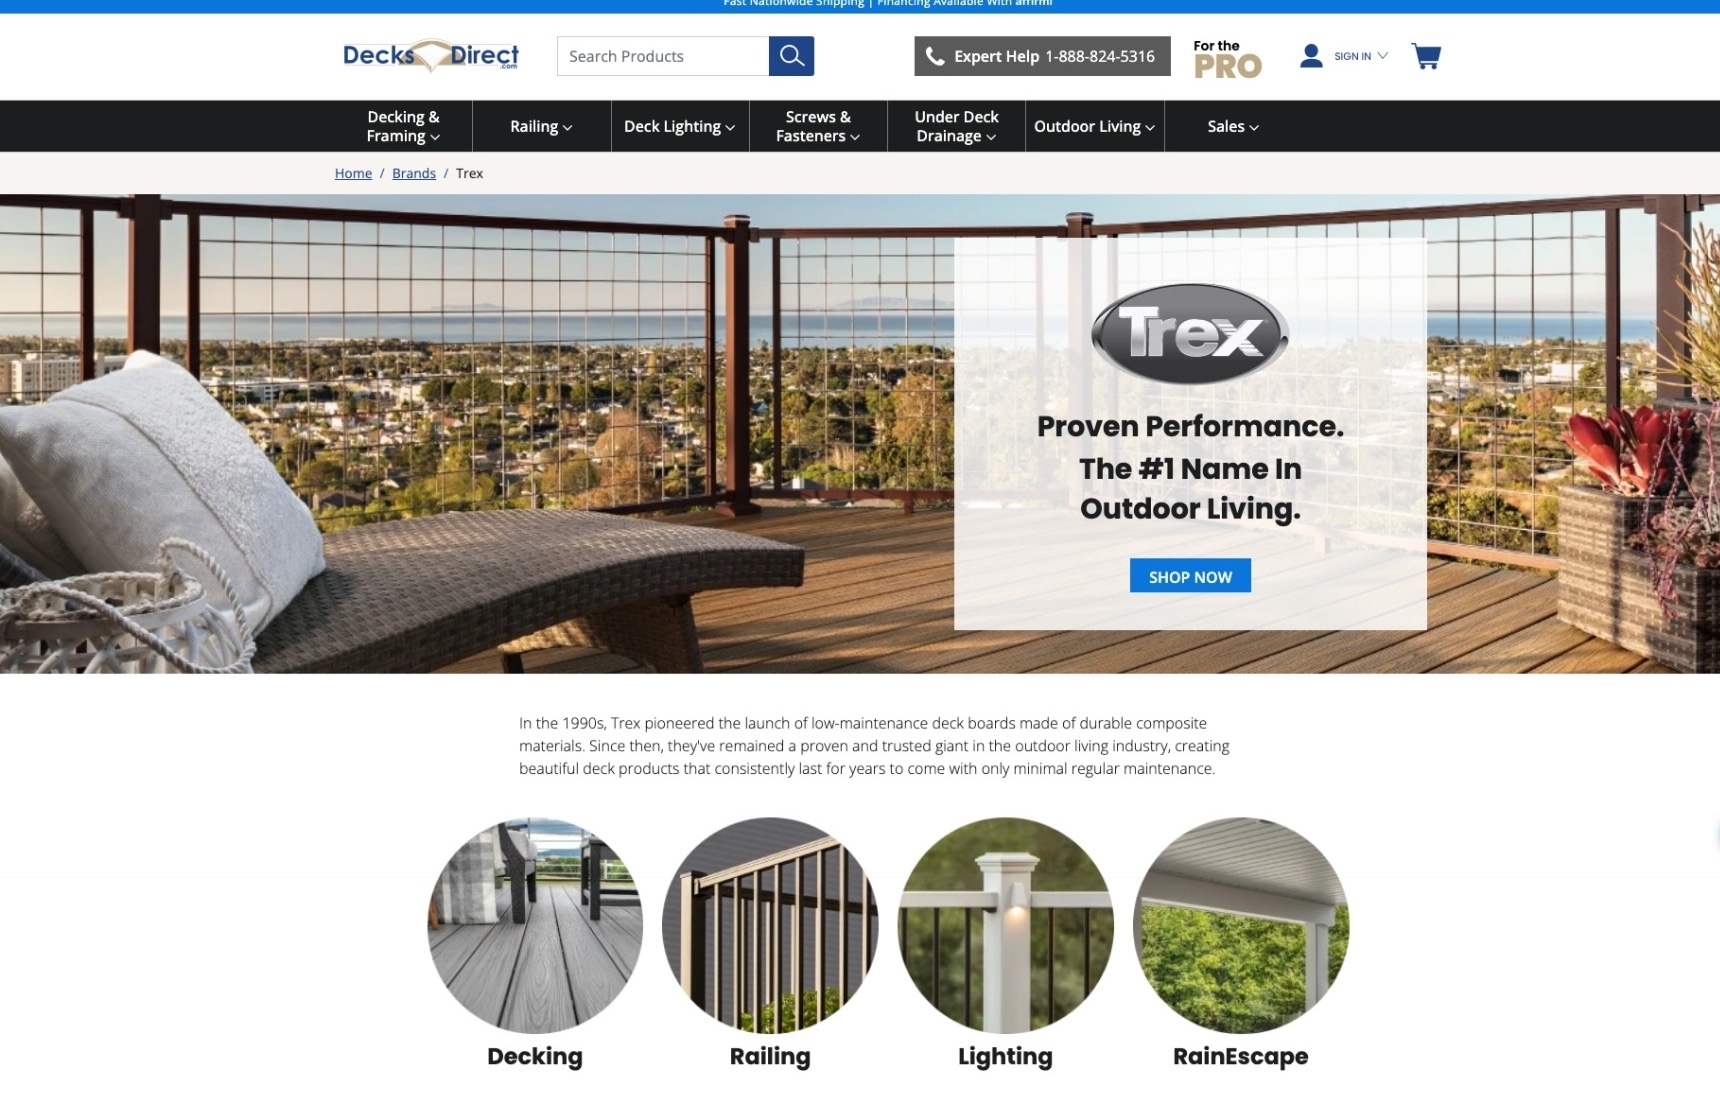 Fast Nationwide Shipping | Financing Available With affirm
Decks Direct .com
Search Products
Expert Help 1-888-824-5316
For the
PRO
SIGN IN
Decking &
Framing
Railing
Deck Lighting
Screws &
Fasteners
Under Deck
Drainage
Outdoor Living
Sales
Home / Brands / Trex
Trex
Proven Performance.
The #1 Name In
Outdoor Living.
SHOP NOW
In the 1990s, Trex pioneered the launch of low-maintenance deck boards made of durable composite
materials. Since then, they've remained a proven and trusted giant in the outdoor living industry, creating
beautiful deck products that consistently last for years to come with only minimal regular maintenance.
Decking
Railing
Lighting
RainEscape